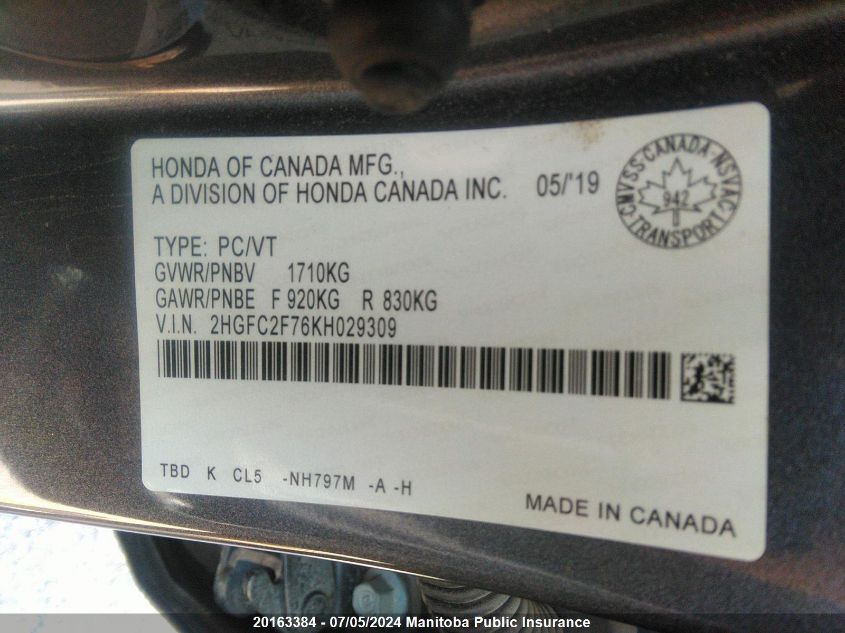 HONDA OF CANADA MFG.,
A DIVISION OF HONDA CANADA INC. 05/'19
CMVSS·CANADA·NSVAC
942
TRANSPORT
TYPE: PC/VT
GVWR/PNBV 1710KG
GAWR/PNBE F 920KG R 830KG
V.I.N. 2HGFC2F76KH029309
TBD K CL5 -NH797M -A -H
MADE IN CANADA
20163384 - 07/05/2024 Manitoba Public Insurance